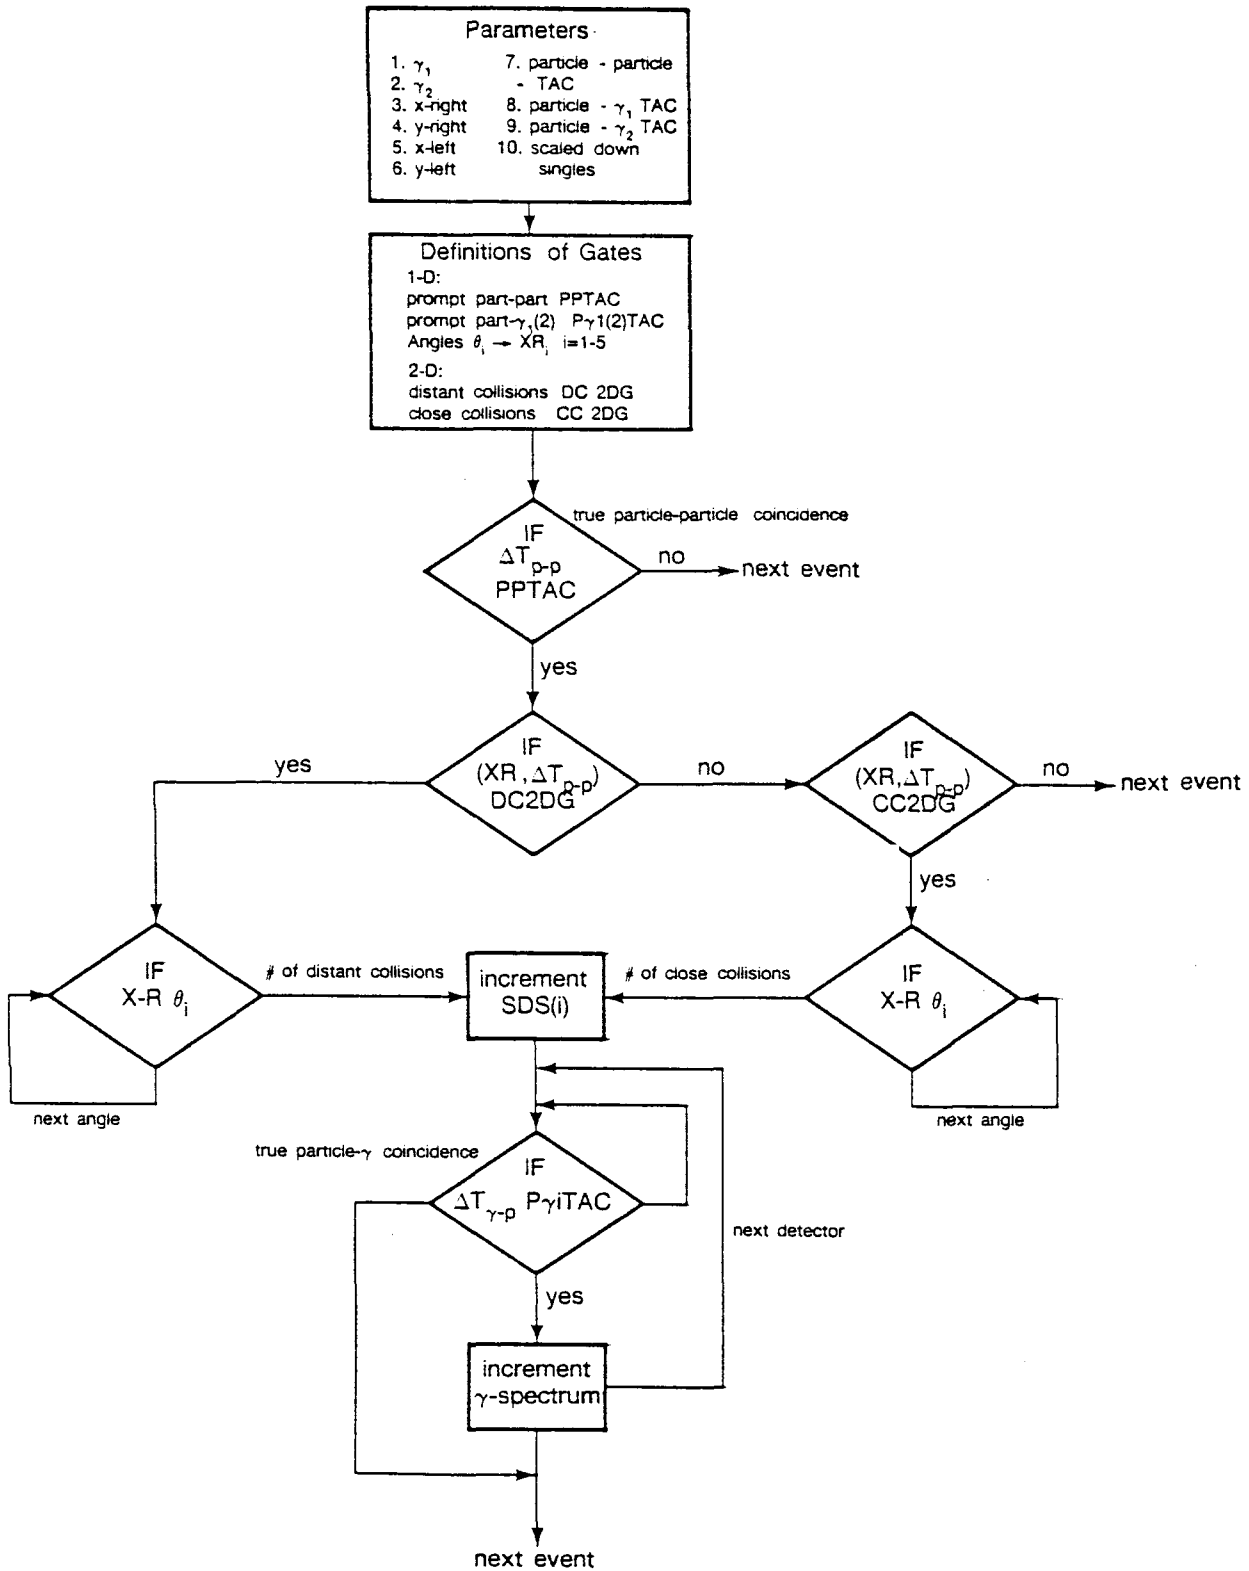 Parameters
1. γ₁
2. γ₂
3. x-right
4. y-right
5. x-left
6. y-left
7. particle - particle
- TAC
8. particle - γ₁ TAC
9. particle - γ₂ TAC
10. scaled down
singles
Definitions of Gates
1-D:
prompt part-part PPTAC
prompt part-γ₁(2) Pγ1(2)TAC
Angles θᵢ → XRᵢ i=1-5
2-D:
distant collisions DC 2DG
close collisions CC 2DG
true particle-particle coincidence
IF
ΔTp-p
PPTAC
no
next event
yes
IF
(XR,ΔTp-p)
DC2DG
yes
no
IF
(XR,ΔTp-p)
CC2DG
no
next event
yes
IF
X-R θᵢ
# of distant collisions
increment
SDS(i)
# of close collisions
IF
X-R θᵢ
next angle
next angle
true particle-γ coincidence
IF
ΔTγ-p PγiTAC
next detector
yes
increment
γ-spectrum
next event